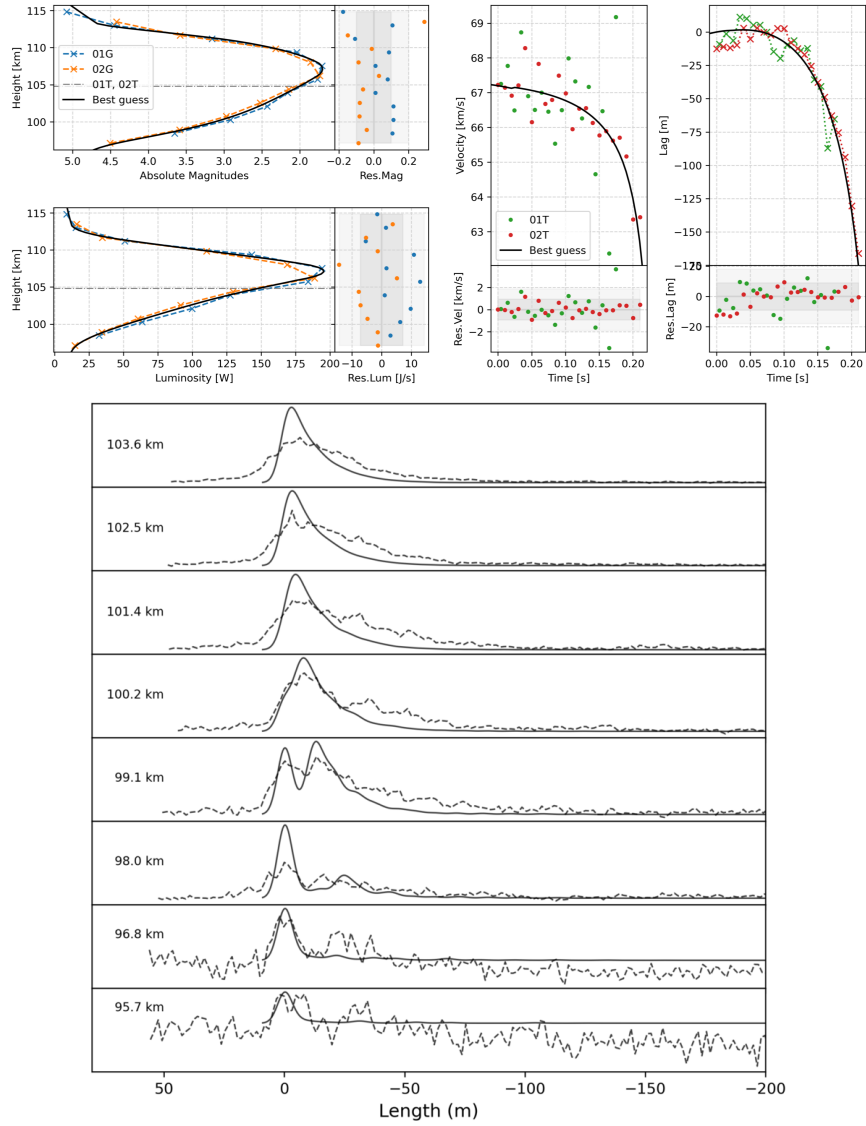 115
110
105
100
Height [km]
01G
02G
01T, 02T
Best guess
5.0 4.5 4.0 3.5 3.0 2.5 2.0
Absolute Magnitudes
−0.2 0.0 0.2
Res.Mag
115
110
105
100
Height [km]
0 25 50 75 100 125 150 175 200
Luminosity [W]
−10 0 10
Res.Lum [J/s]
69
68
67
66
65
64
63
Velocity [km/s]
01T
02T
Best guess
2
0
−2
Res.Vel [km/s]
0.00 0.05 0.10 0.15 0.20
Time [s]
0
−25
−50
−75
−100
−125
−150
−175
Lag [m]
20
0
−20
Res.Lag [m]
0.00 0.05 0.10 0.15 0.20
Time [s]
103.6 km
102.5 km
101.4 km
100.2 km
99.1 km
98.0 km
96.8 km
95.7 km
50 0 −50 −100 −150 −200
Length (m)